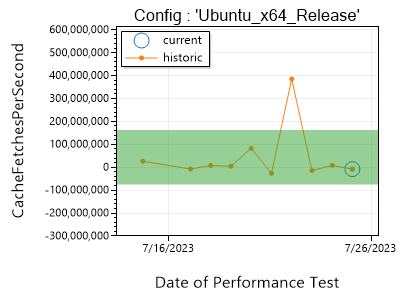 Config : 'Ubuntu_x64_Release'
600,000,000
500,000,000
400,000,000
300,000,000
200,000,000
100,000,000
0
-100,000,000
-200,000,000
-300,000,000
CacheFetchesPerSecond
current
historic
7/16/2023
7/26/2023
Date of Performance Test